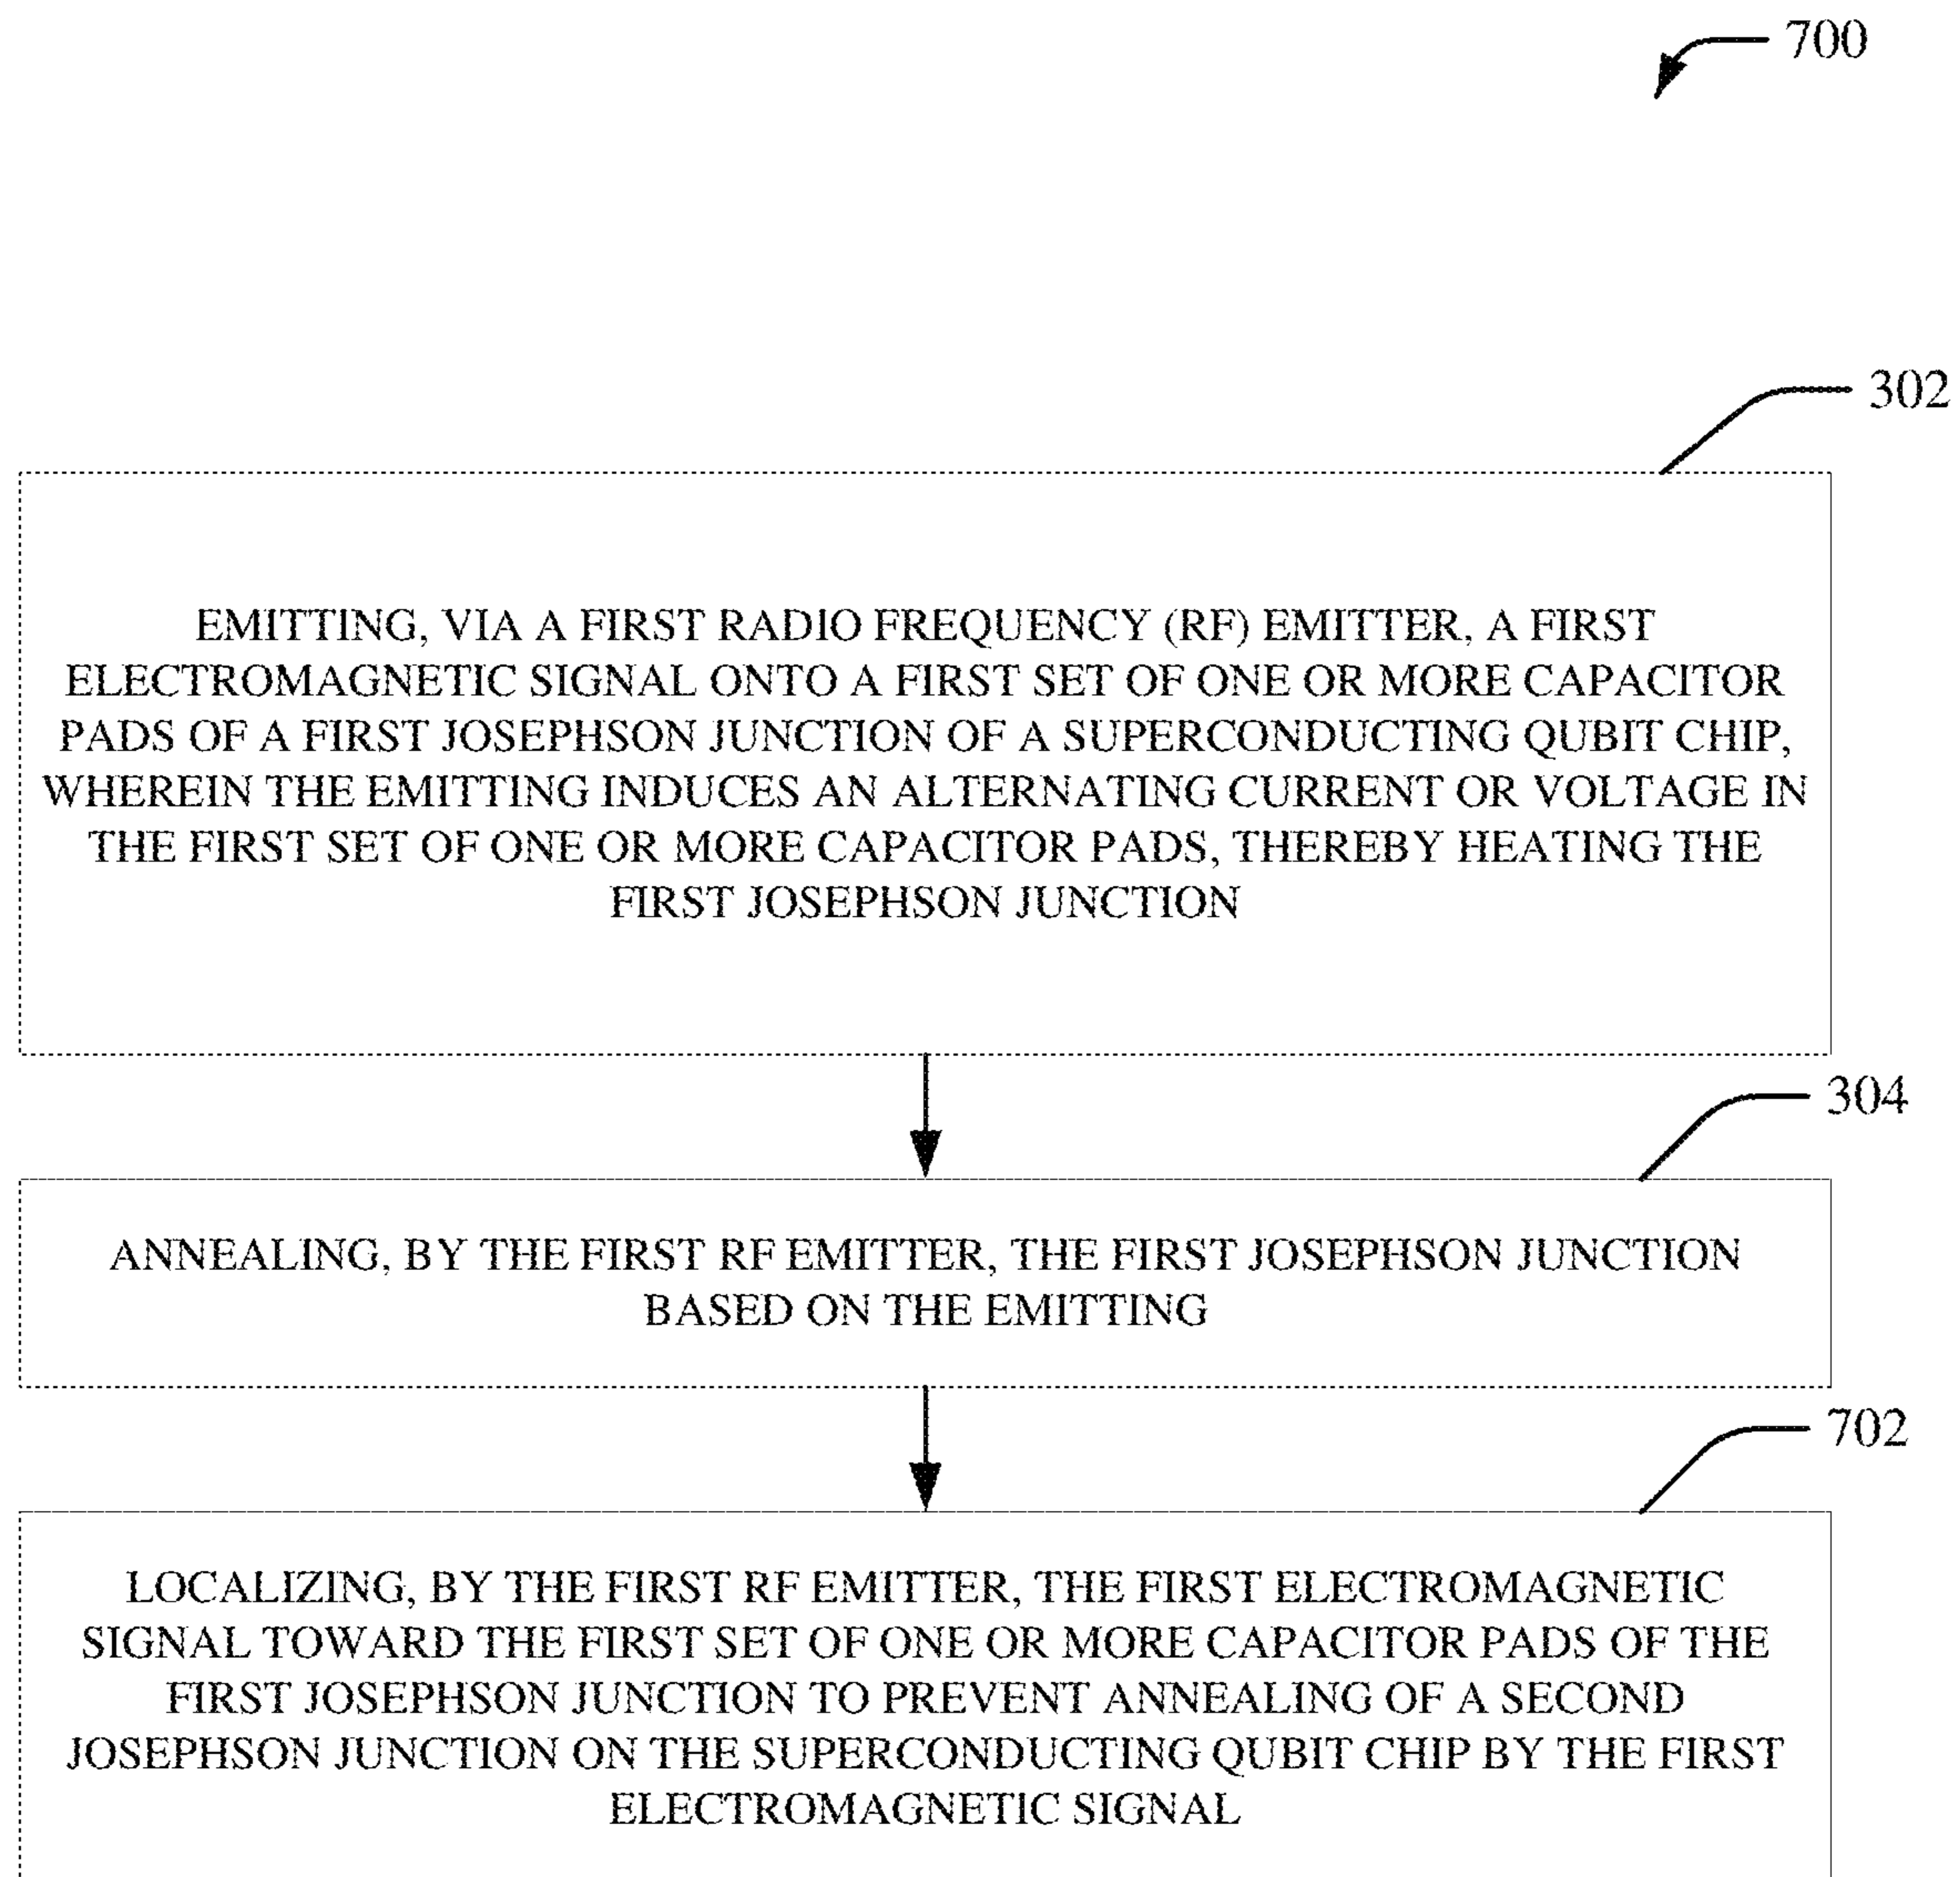 700
302
EMITTING, VIA A FIRST RADIO FREQUENCY (RF) EMITTER, A FIRST
ELECTROMAGNETIC SIGNAL ONTO A FIRST SET OF ONE OR MORE CAPACITOR
PADS OF A FIRST JOSEPHSON JUNCTION OF A SUPERCONDUCTING QUBIT CHIP,
WHEREIN THE EMITTING INDUCES AN ALTERNATING CURRENT OR VOLTAGE IN
THE FIRST SET OF ONE OR MORE CAPACITOR PADS, THEREBY HEATING THE
FIRST JOSEPHSON JUNCTION
304
ANNEALING, BY THE FIRST RF EMITTER, THE FIRST JOSEPHSON JUNCTION
BASED ON THE EMITTING
702
LOCALIZING, BY THE FIRST RF EMITTER, THE FIRST ELECTROMAGNETIC
SIGNAL TOWARD THE FIRST SET OF ONE OR MORE CAPACITOR PADS OF THE
FIRST JOSEPHSON JUNCTION TO PREVENT ANNEALING OF A SECOND
JOSEPHSON JUNCTION ON THE SUPERCONDUCTING QUBIT CHIP BY THE FIRST
ELECTROMAGNETIC SIGNAL